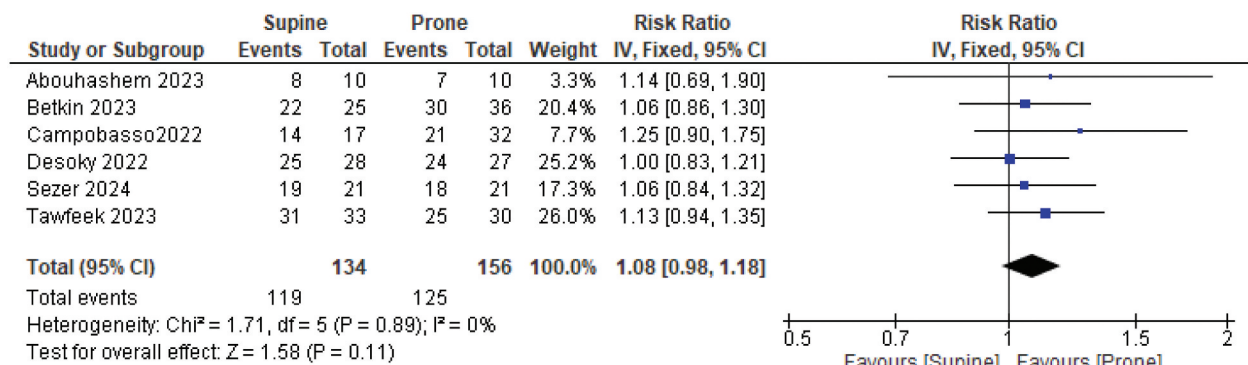 Supine Prone Risk Ratio Risk Ratio
Study or Subgroup Events Total Events Total Weight IV, Fixed, 95% CI IV, Fixed, 95% CI
Abouhashem 2023 8 10 7 10 3.3% 1.14 [0.69, 1.90]
Betkin 2023 22 25 30 36 20.4% 1.06 [0.86, 1.30]
Campobasso2022 14 17 21 32 7.7% 1.25 [0.90, 1.75]
Desoky 2022 25 28 24 27 25.2% 1.00 [0.83, 1.21]
Sezer 2024 19 21 18 21 17.3% 1.06 [0.84, 1.32]
Tawfeek 2023 31 33 25 30 26.0% 1.13 [0.94, 1.35]
Total (95% CI) 134 156 100.0% 1.08 [0.98, 1.18]
Total events 119 125
Heterogeneity: Chi² = 1.71, df = 5 (P = 0.89); I² = 0%
Test for overall effect: Z = 1.58 (P = 0.11)
0.5 0.7 1 1.5 2
Favours [Supine] Favours [Prone]